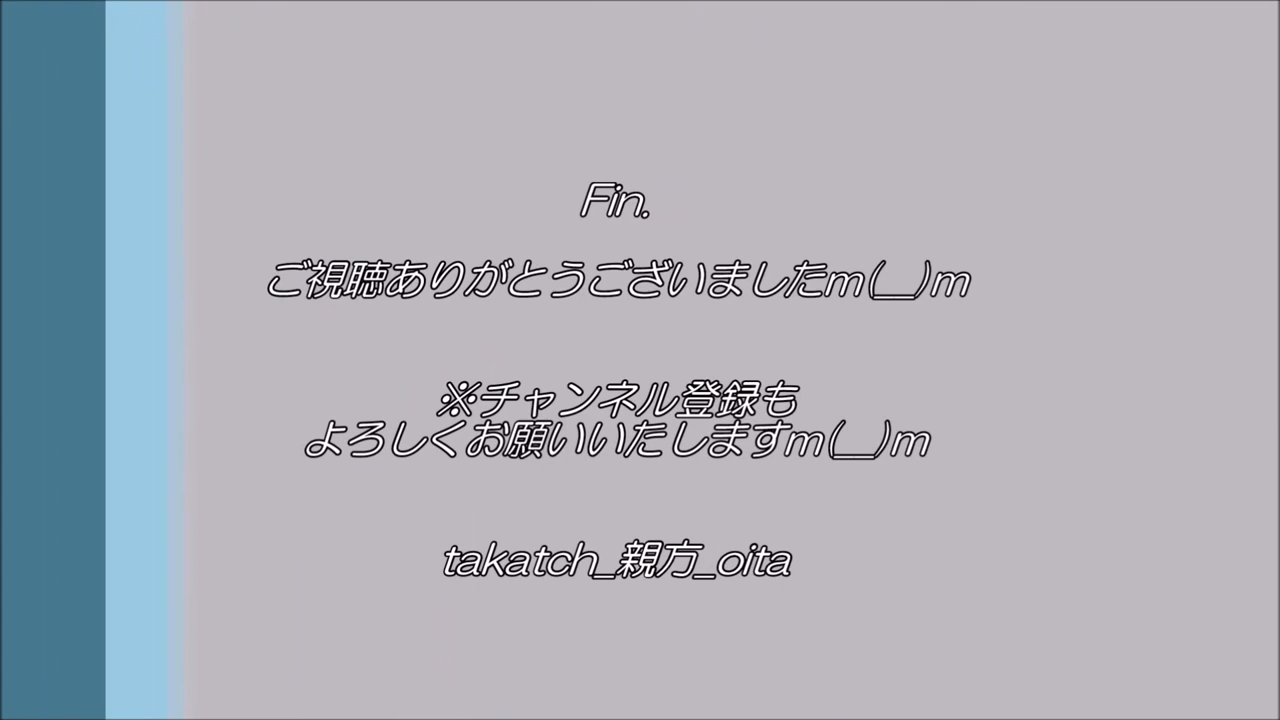 Fin.
ご視聴ありがとうございましたm(__)m
※チャンネル登録も
よろしくお願いいたしますm(__)m
takatch_親方_oita